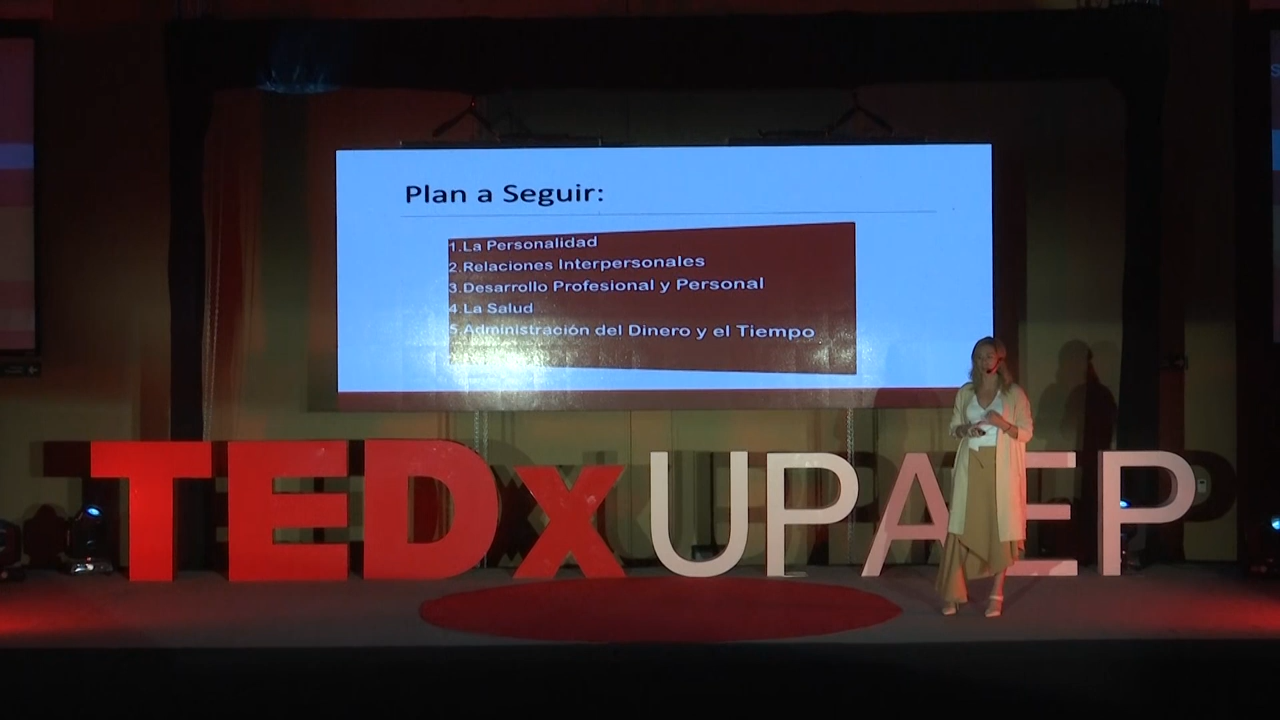 Plan a Seguir:
1.La Personalidad
2.Relaciones Interpersonales
3.Desarrollo Profesional y Personal
4.La Salud
5.Administración del Dinero y el Tiempo
TEDxUPAEP